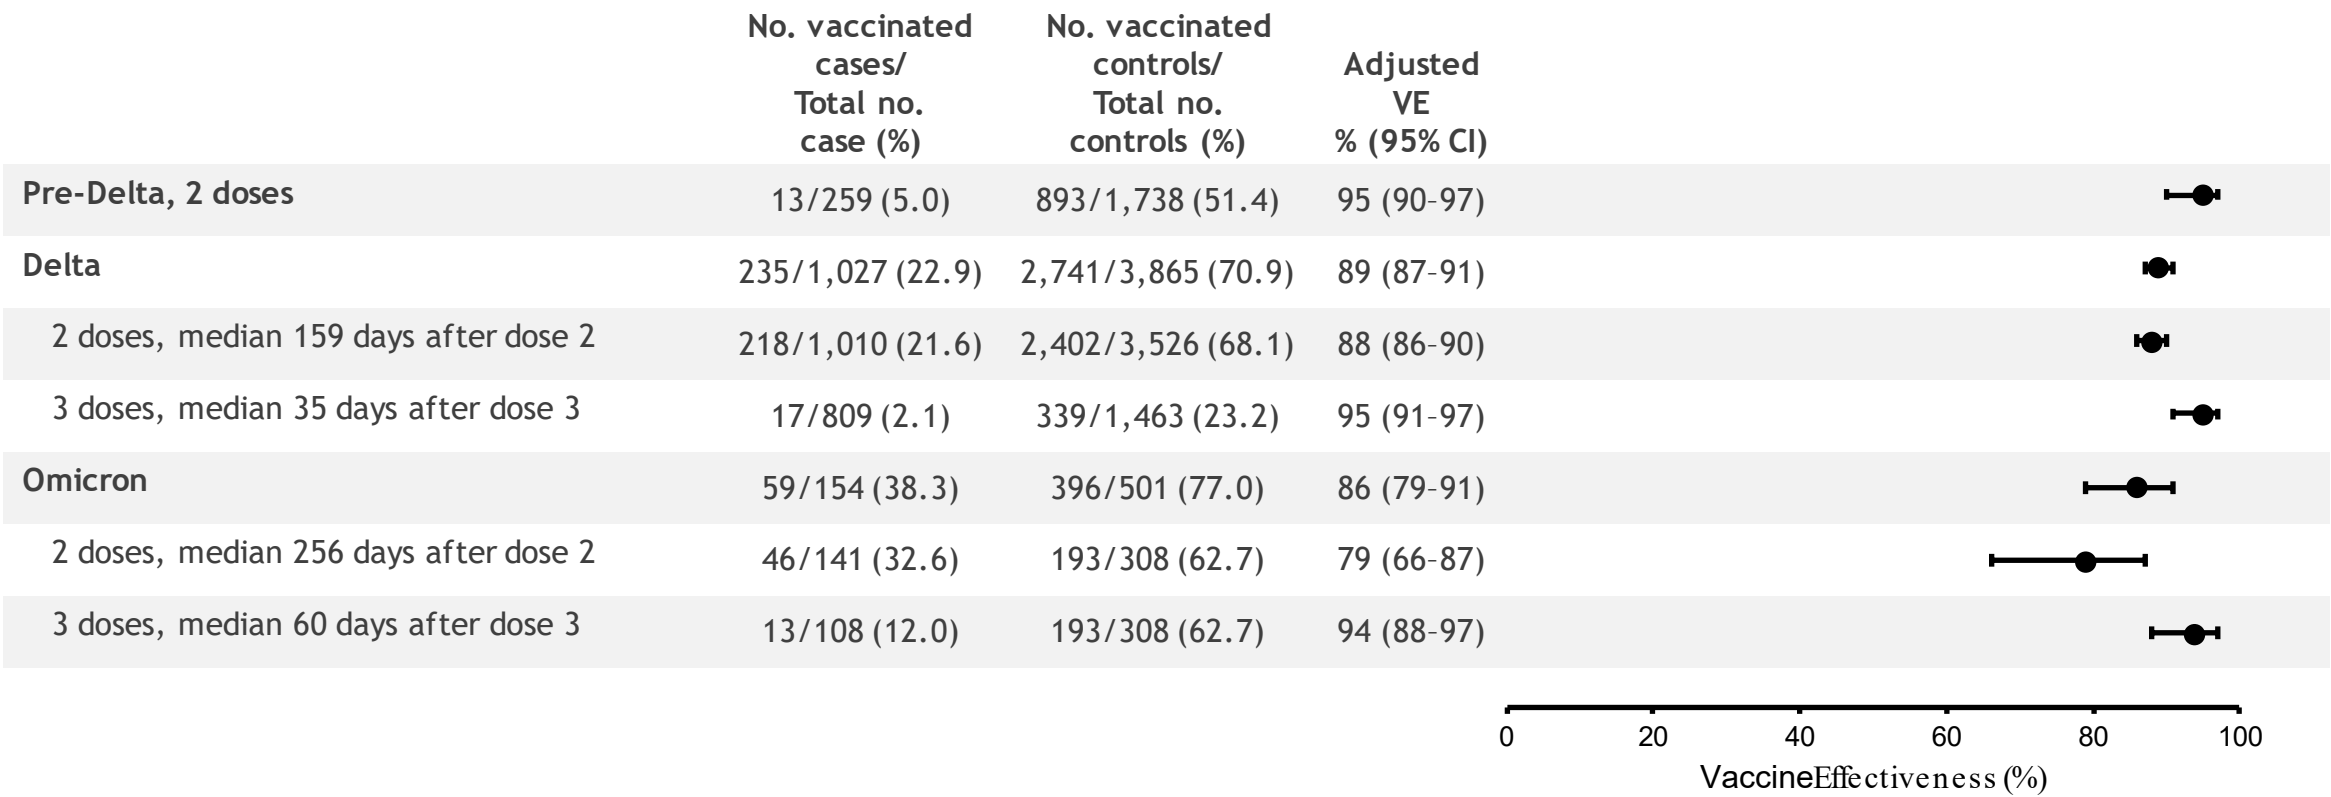 No. vaccinated cases/ Total no. case (%)
No. vaccinated controls/ Total no. controls (%)
Adjusted VE % (95% CI)
Pre-Delta, 2 doses 13/259 (5.0) 893/1,738 (51.4) 95 (90-97)
Delta 235/1,027 (22.9) 2,741/3,865 (70.9) 89 (87-91)
2 doses, median 159 days after dose 2 218/1,010 (21.6) 2,402/3,526 (68.1) 88 (86-90)
3 doses, median 35 days after dose 3 17/809 (2.1) 339/1,463 (23.2) 95 (91-97)
Omicron 59/154 (38.3) 396/501 (77.0) 86 (79-91)
2 doses, median 256 days after dose 2 46/141 (32.6) 193/308 (62.7) 79 (66-87)
3 doses, median 60 days after dose 3 13/108 (12.0) 193/308 (62.7) 94 (88-97)
0 20 40 60 80 100
VaccineEffectiveness (%)